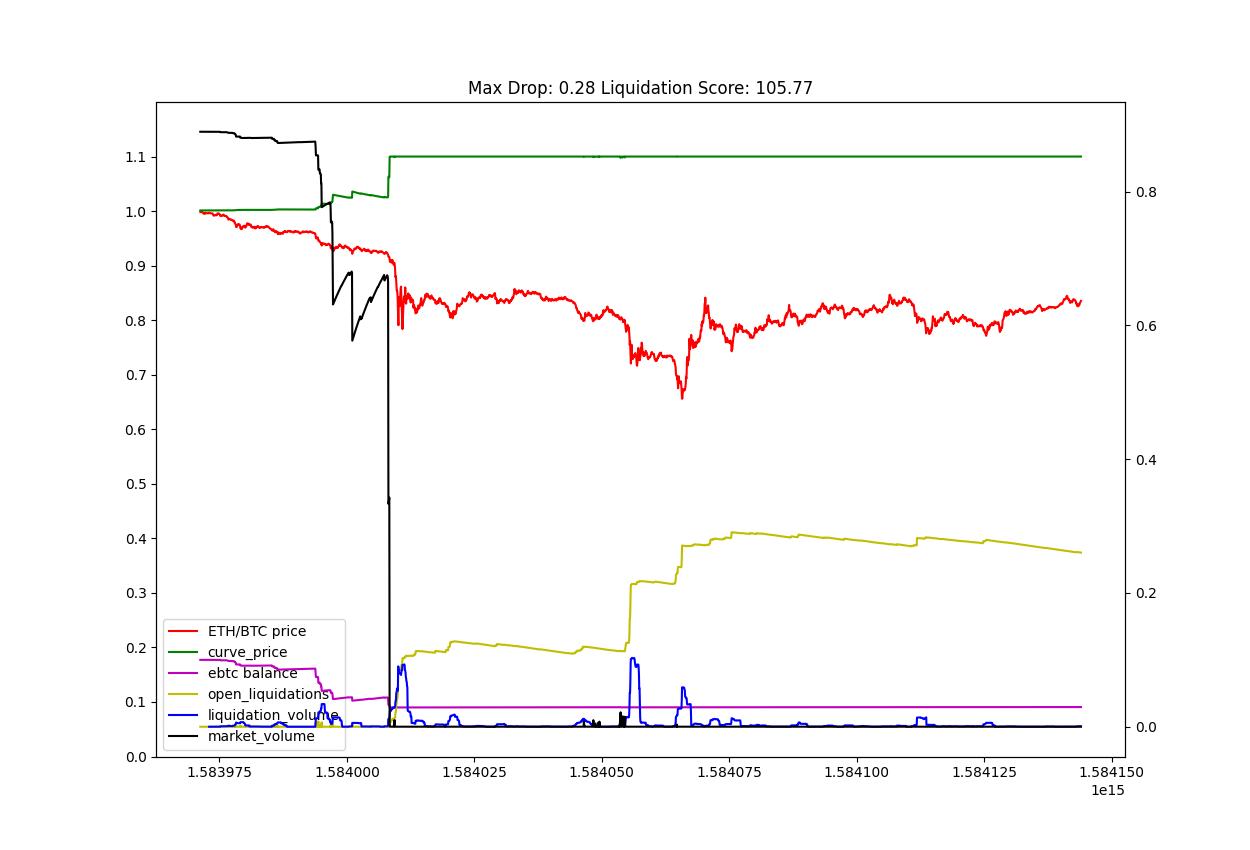 Max Drop: 0.28 Liquidation Score: 105.77
1.1
1.0
0.9
0.8
0.7
0.6
0.5
0.4
0.3
0.2
0.1
0.0
0.8
0.6
0.4
0.2
0.0
ETH/BTC price
curve_price
ebtc balance
open_liquidations
liquidation_volume
market_volume
1.583975 1.584000 1.584025 1.584050 1.584075 1.584100 1.584125 1.584150
1e15